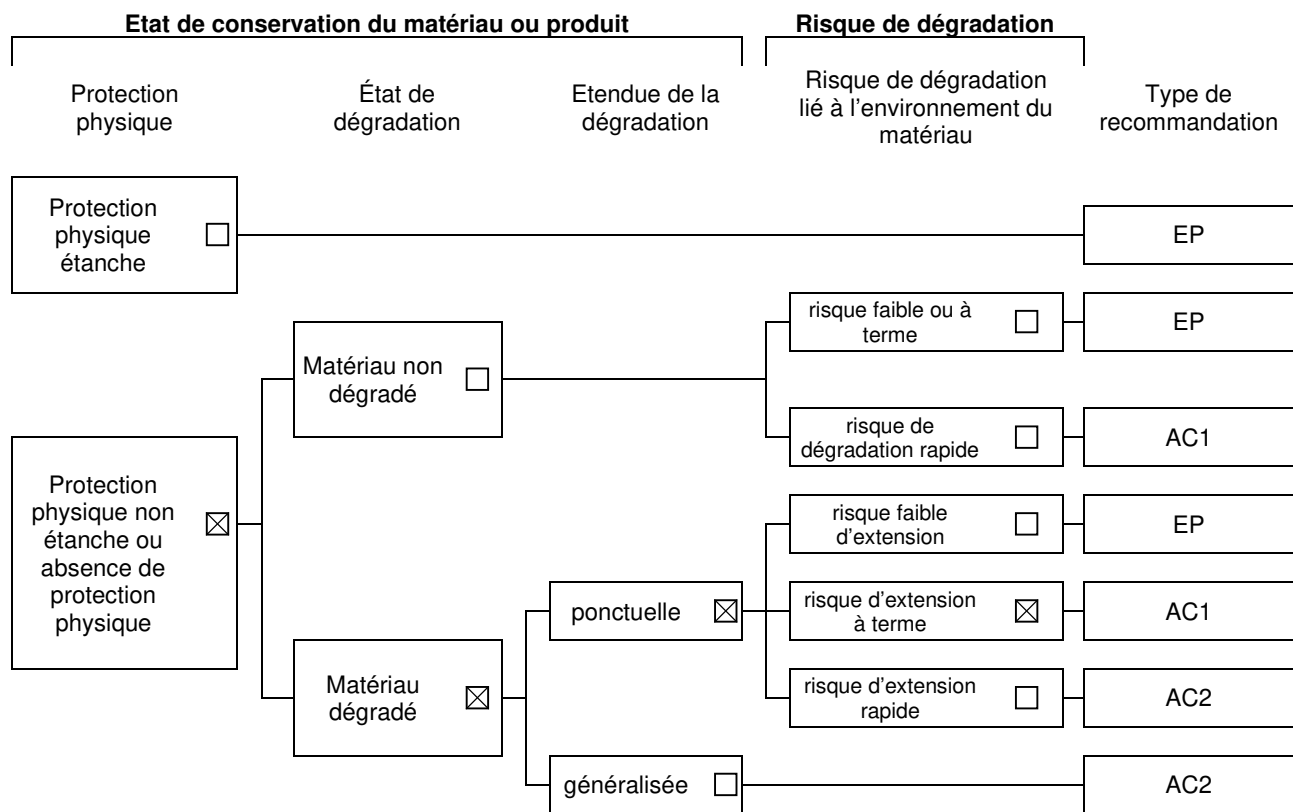 Etat de conservation du matériau ou produit
Risque de dégradation
Protection
physique
État de
dégradation
Etendue de la
dégradation
Risque de dégradation
lié à l'environnement du
matériau
Type de
recommandation
Protection
physique
étanche
EP
risque faible ou à
terme
EP
Matériau non
dégradé
risque de
dégradation rapide
AC1
Protection
physique non
étanche ou
absence de
protection
physique
risque faible
d'extension
EP
ponctuelle
risque d'extension
à terme
AC1
Matériau
dégradé
risque d'extension
rapide
AC2
généralisée
AC2